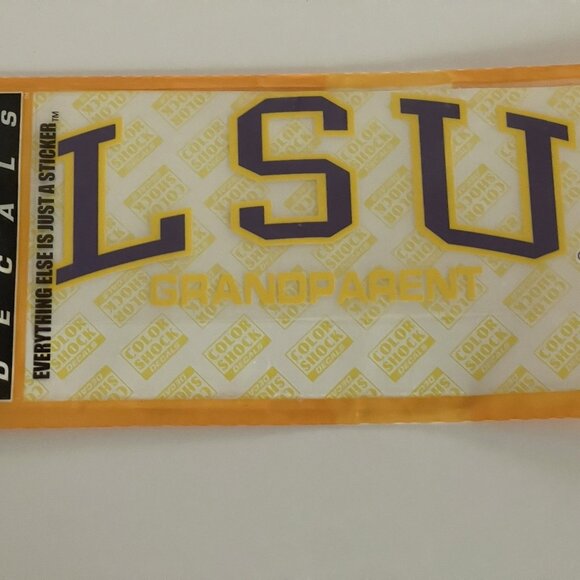 DECALS
EVERYTHING ELSE IS JUST A STICKER™
LSU
GRANDPARENT
COLOR SHOCK DECALS